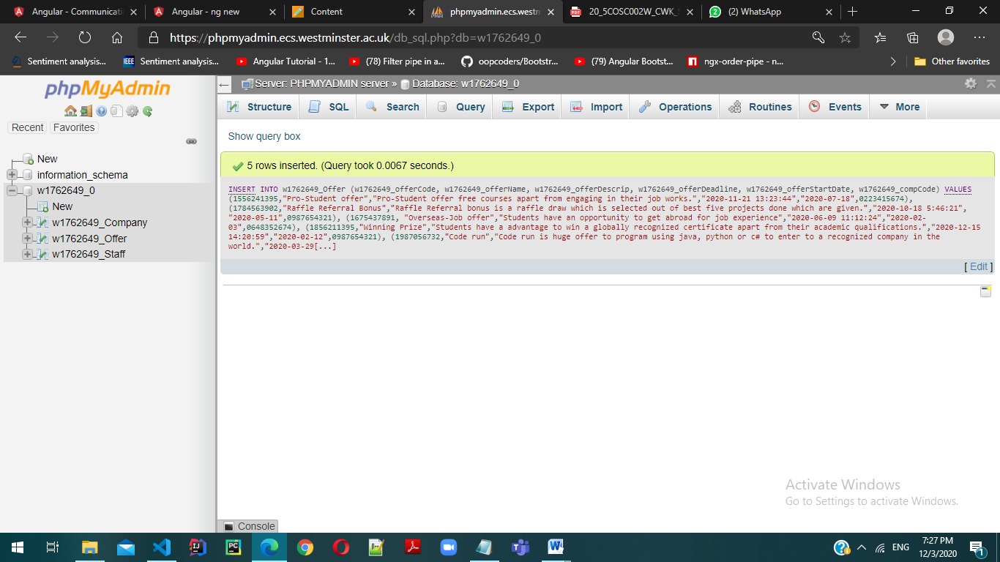 Angular - Communicati
Angular - ng new
Content
phpmyadmin.ecs.westm
20_5COSC002W_CWK_S
(2) WhatsApp
https://phpmyadmin.ecs.westminster.ac.uk/db_sql.php?db=w1762649_0
Sentiment analysis...
IEEE Sentiment analysis...
Angular Tutorial - 1...
(78) Filter pipe in a...
oopcoders/Bootstr...
(79) Angular Bootst...
ngx-order-pipe - n...
Other favorites
phpMyAdmin
Recent Favorites
New
information_schema
w1762649_0
New
w1762649_Company
w1762649_Offer
w1762649_Staff
Server: PHPMYADMIN server » Database: w1762649_0
Structure SQL Search Query Export Import Operations Routines Events More
Show query box
5 rows inserted. (Query took 0.0067 seconds.)
INSERT INTO w1762649_Offer (w1762649_offerCode, w1762649_offerName, w1762649_offerDescrip, w1762649_offerDeadline, w1762649_offerStartDate, w1762649_compCode) VALUES
(1556241395,"Pro-Student offer","Pro-Student offer free courses apart from engaging in their job works.","2020-11-21 13:23:44","2020-07-18",0223415674),
(1784563902,"Raffle Referral Bonus","Raffle Referral bonus is a raffle draw which is selected out of best five projects done which are given.","2020-10-18 5:46:21",
"2020-05-11",0987654321), (1675437891, "Overseas-Job offer","Students have an opportunity to get abroad for job experience","2020-06-09 11:12:24","2020-02-
03",0648352674), (1856211395,"Winning Prize","Students have a advantage to win a globally recognized certificate apart from their academic qualifications.","2020-12-15
14:20:59","2020-02-12",0987654321), (1987056732,"Code run","Code run is huge offer to program using java, python or c# to enter to a recognized company in the
world.","2020-03-29[...]
[ Edit ]
Activate Windows
Go to Settings to activate Windows.
Console
ENG
7:27 PM
12/3/2020
1